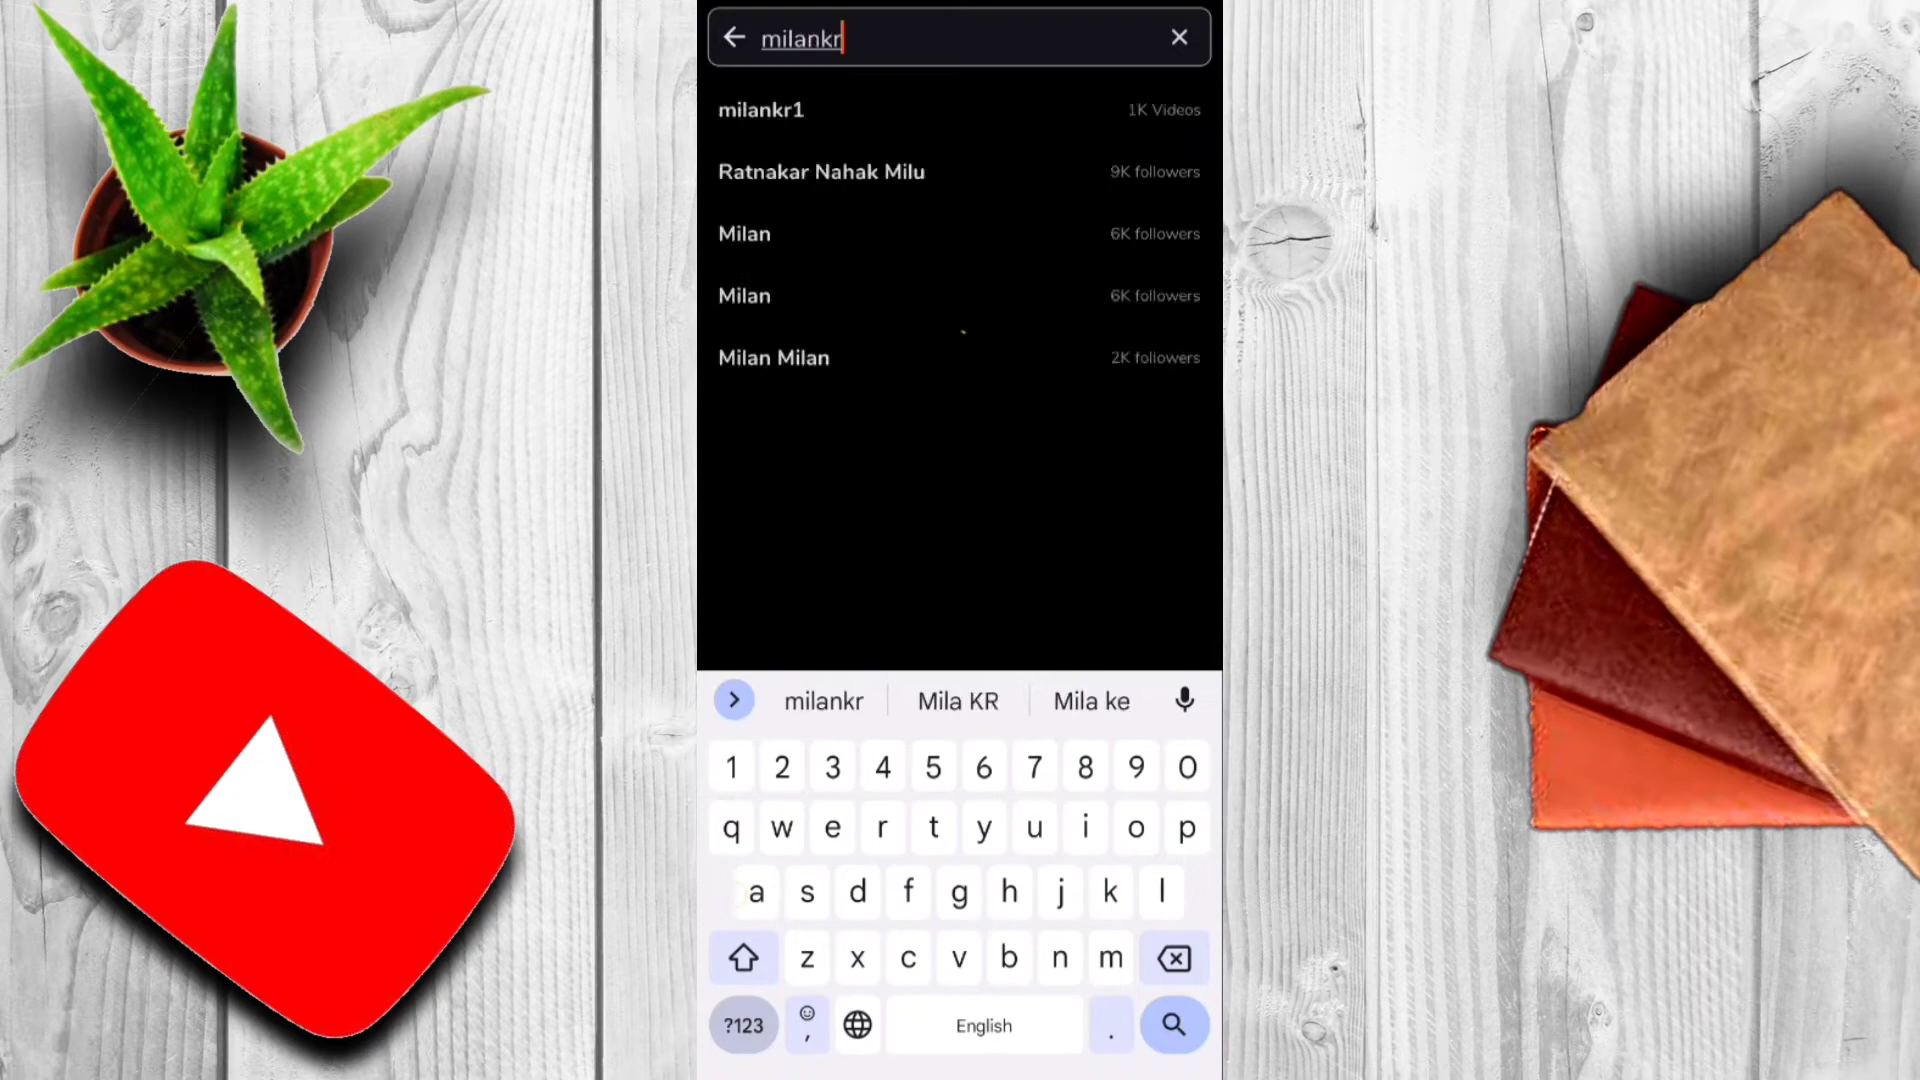 milankr
milankr1 1K Videos
Ratnakar Nahak Milu 9K followers
Milan 6K followers
Milan 6K followers
Milan Milan 2K followers
milankr Mila KR Mila ke
1 2 3 4 5 6 7 8 9 0
q w e r t y u i o p
a s d f g h j k l
z x c v b n m
?123 , English .